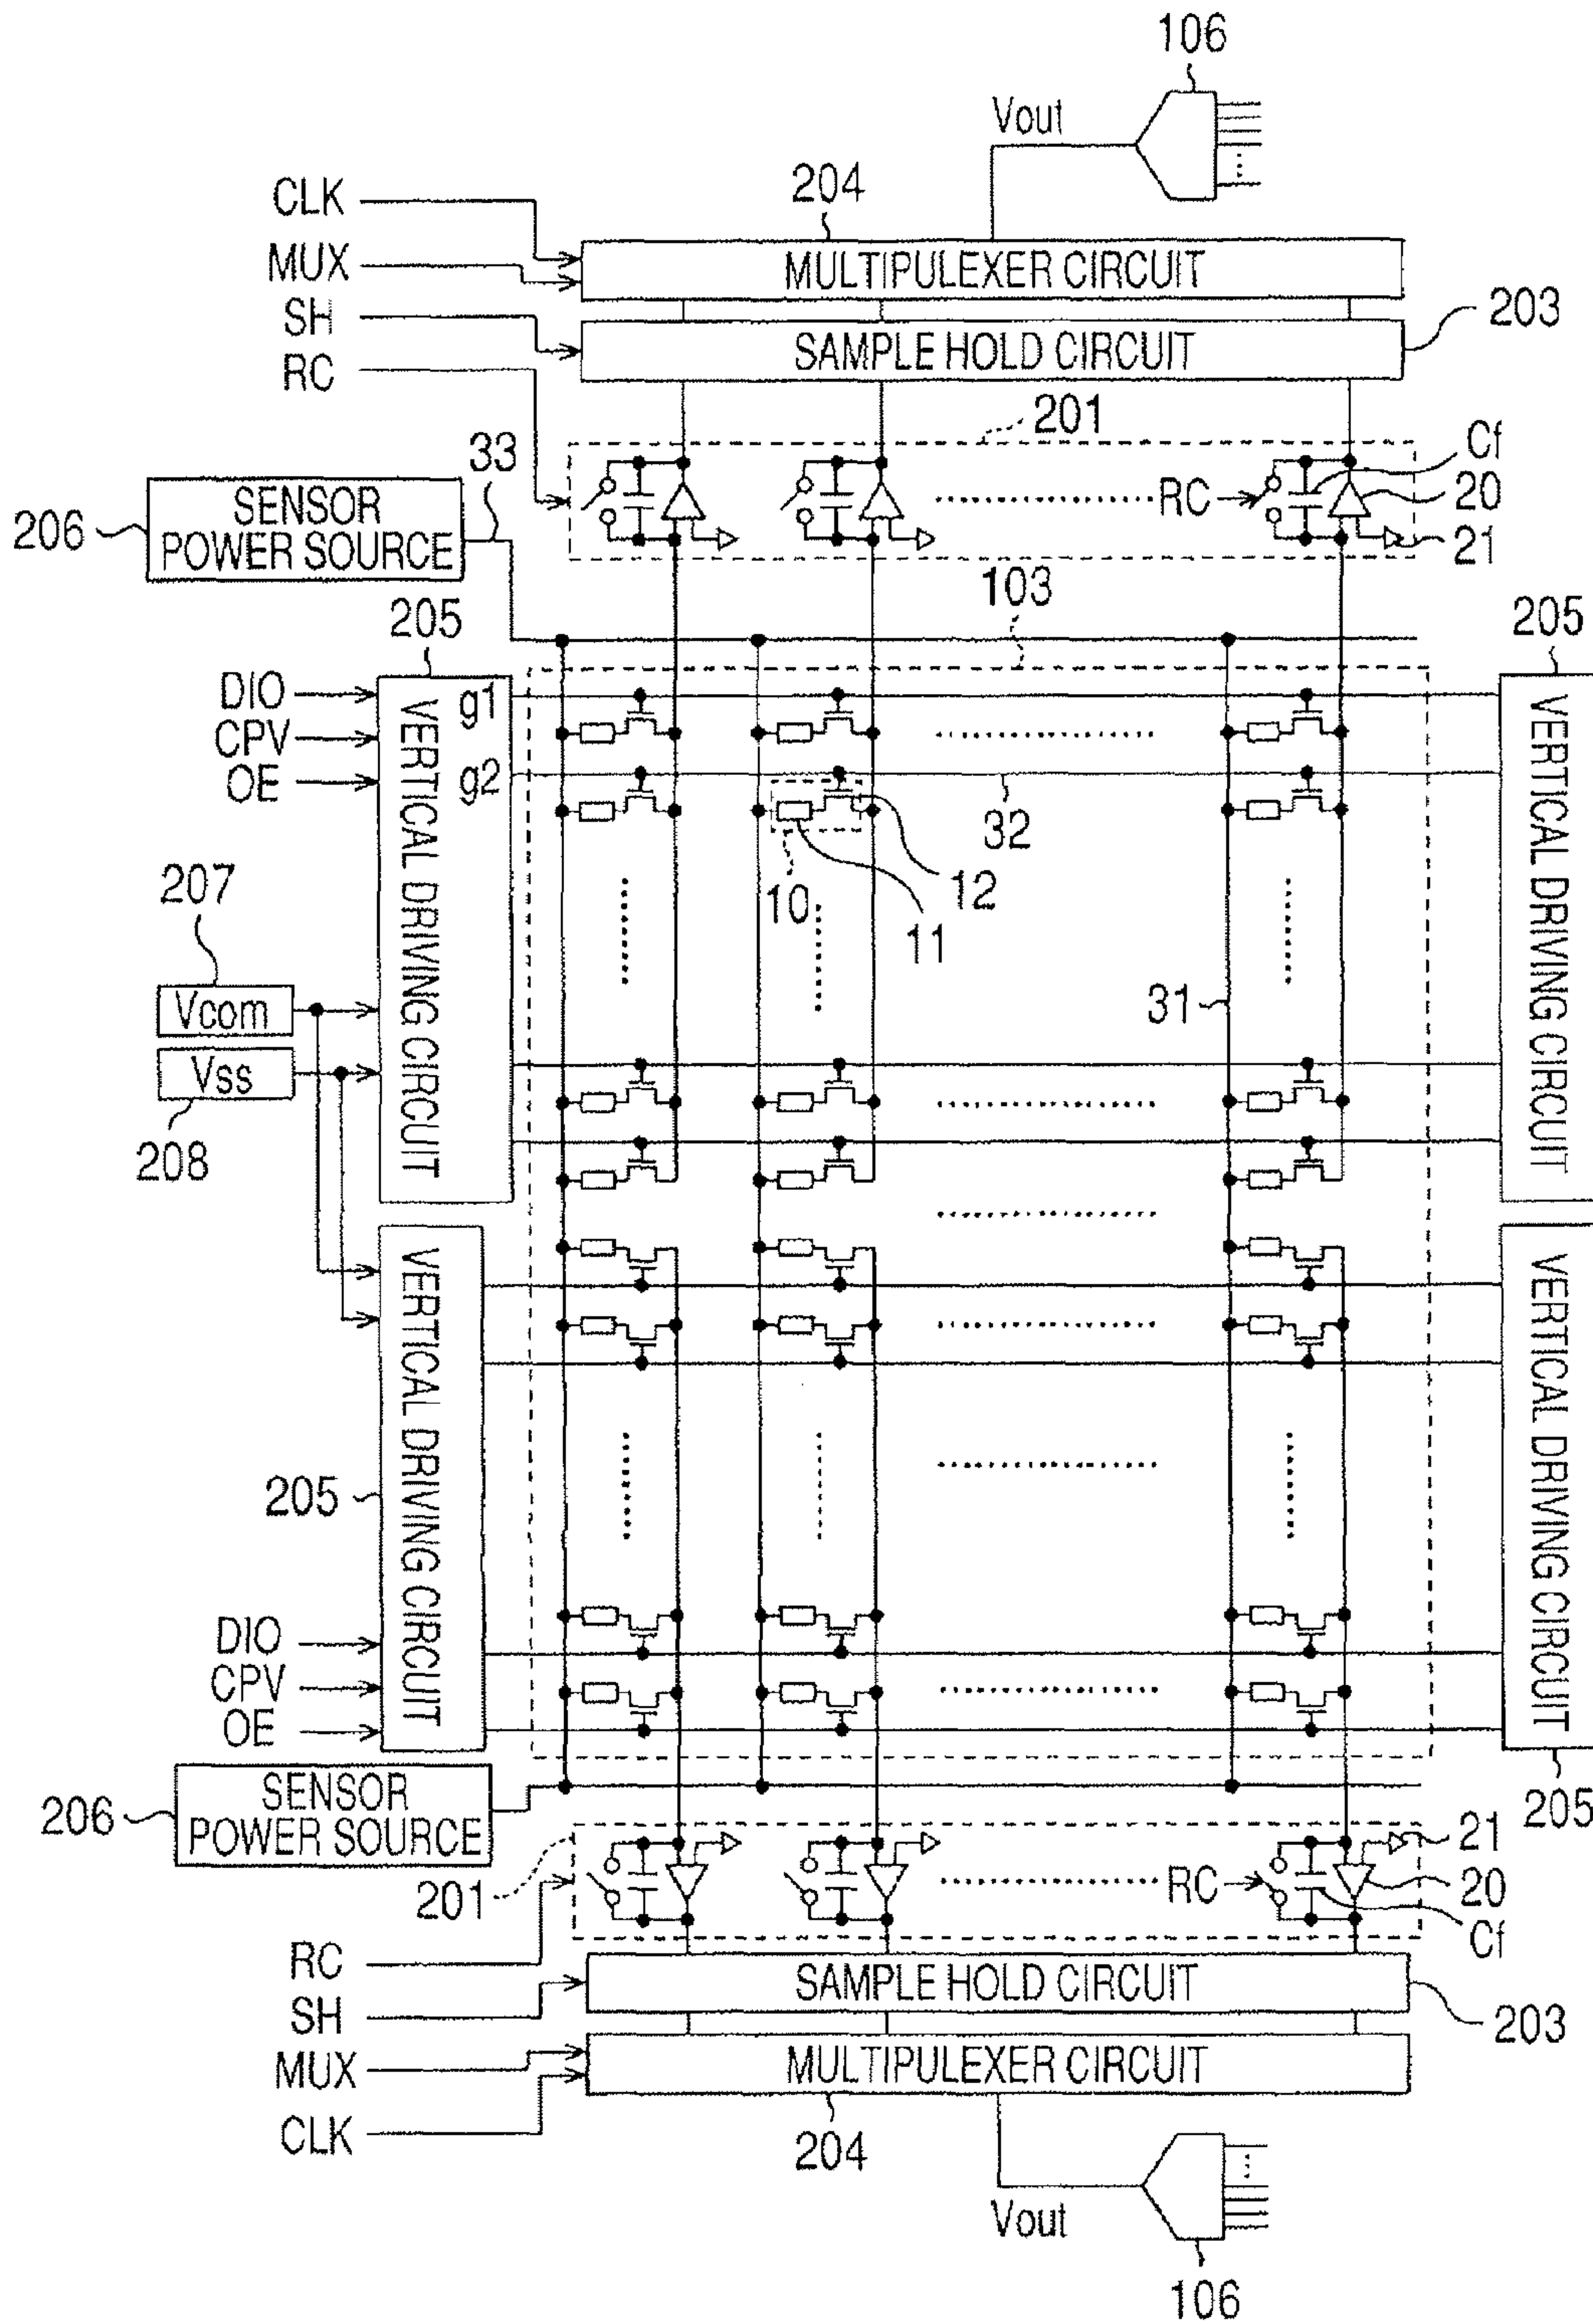 106
Vout
CLK
204
MUX
MULTIPULEXER CIRCUIT
SH
203
SAMPLE HOLD CIRCUIT
RC
201
Cf
33
RC
20
206
SENSOR
POWER SOURCE
21
103
205
205
DIO
g1
CPV
g2
OE
VERTICAL DRIVING CIRCUIT
VERTICAL DRIVING CIRCUIT
32
10
12
11
207
Vcom
31
Vss
208
VERTICAL DRIVING CIRCUIT
VERTICAL DRIVING CIRCUIT
205
DIO
CPV
OE
206
SENSOR
POWER SOURCE
205
21
201
RC
20
Cf
RC
SAMPLE HOLD CIRCUIT
SH
203
MUX
MULTIPULEXER CIRCUIT
CLK
204
Vout
106